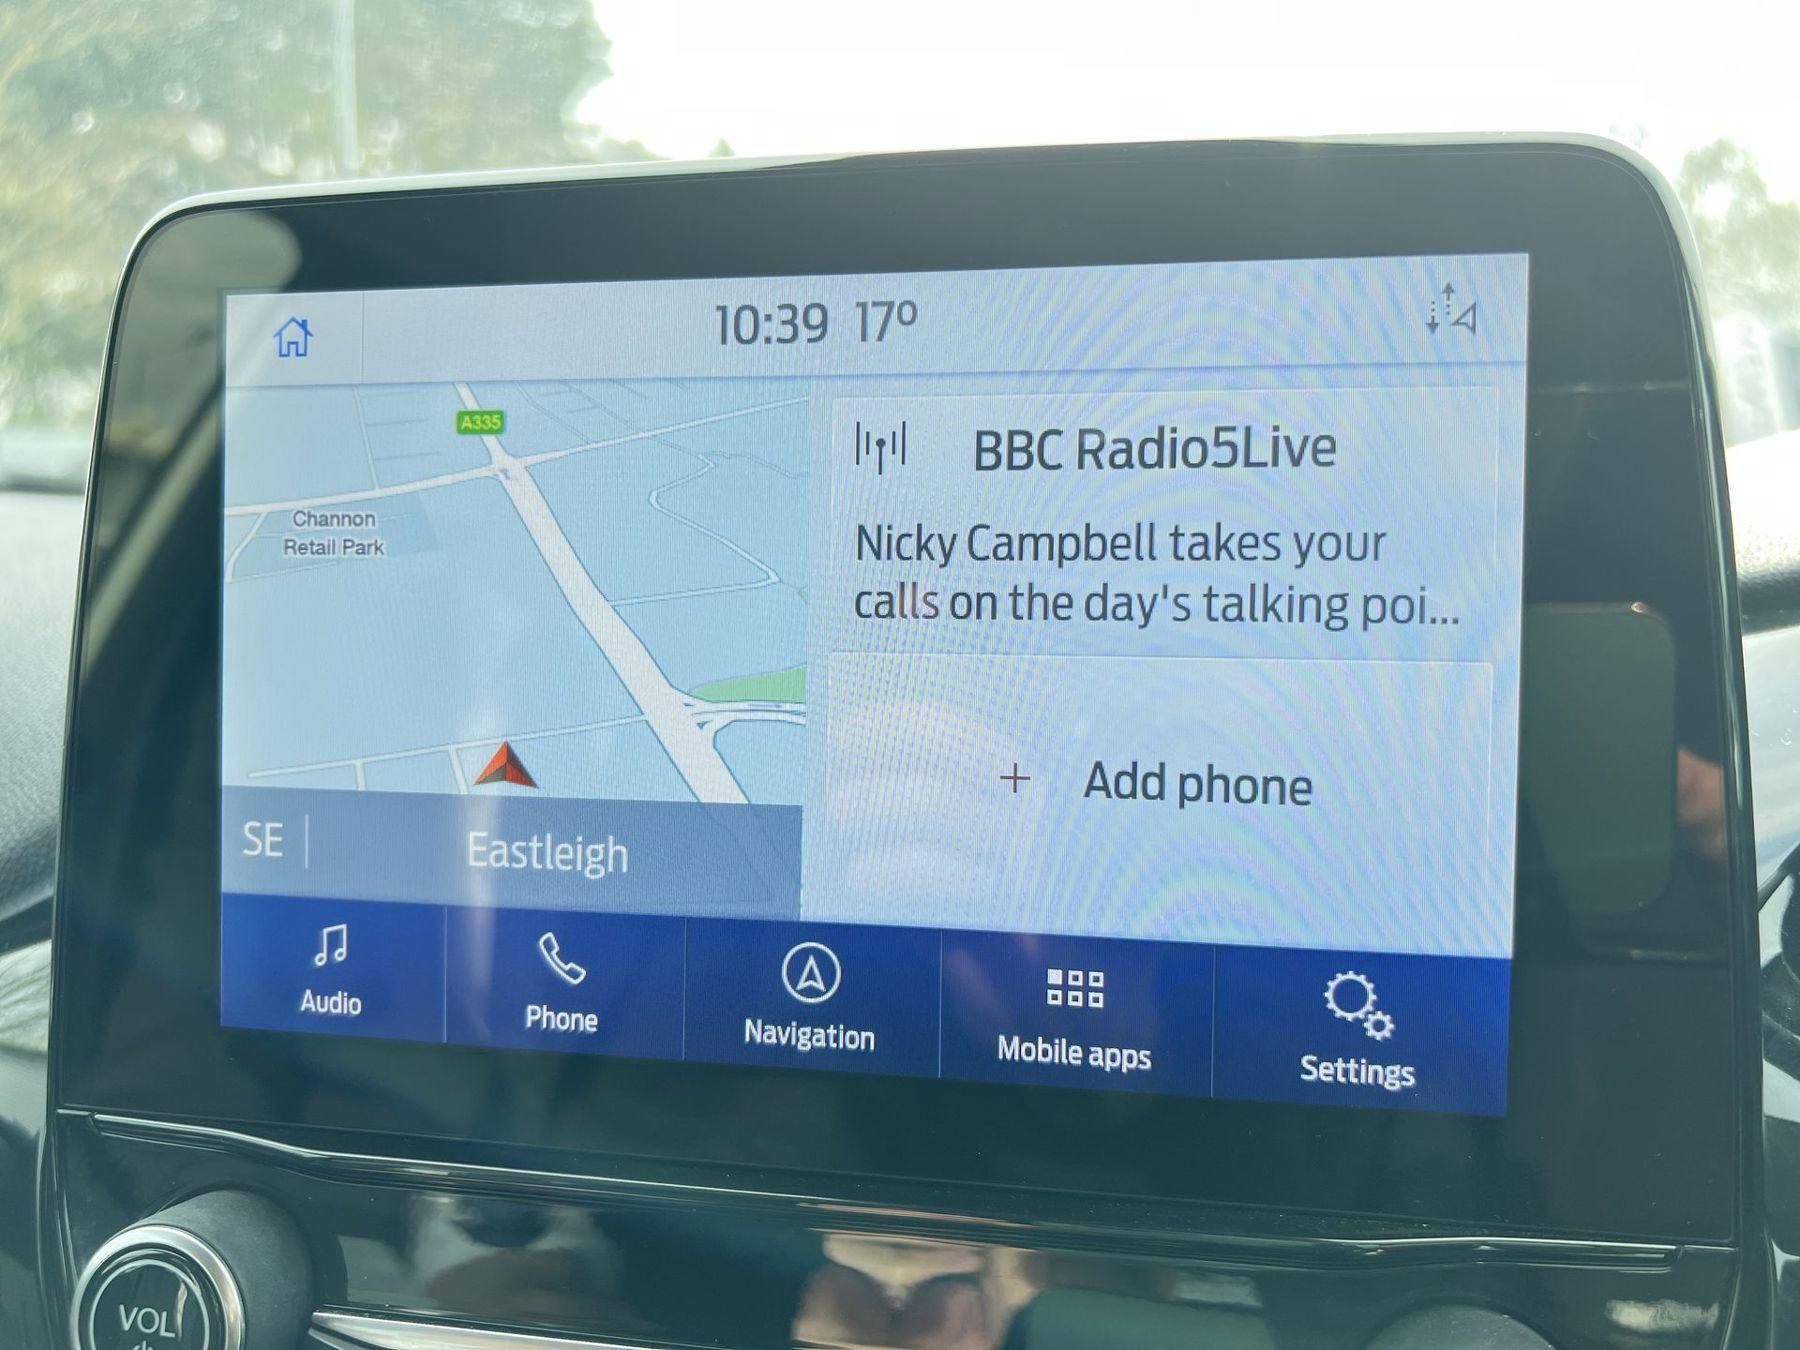 10:39 17°
A335
Channon
Retail Park
SE
Eastleigh
BBC Radio5Live
Nicky Campbell takes your
calls on the day's talking poi...
+ Add phone
Audio
Phone
Navigation
Mobile apps
Settings
VOL